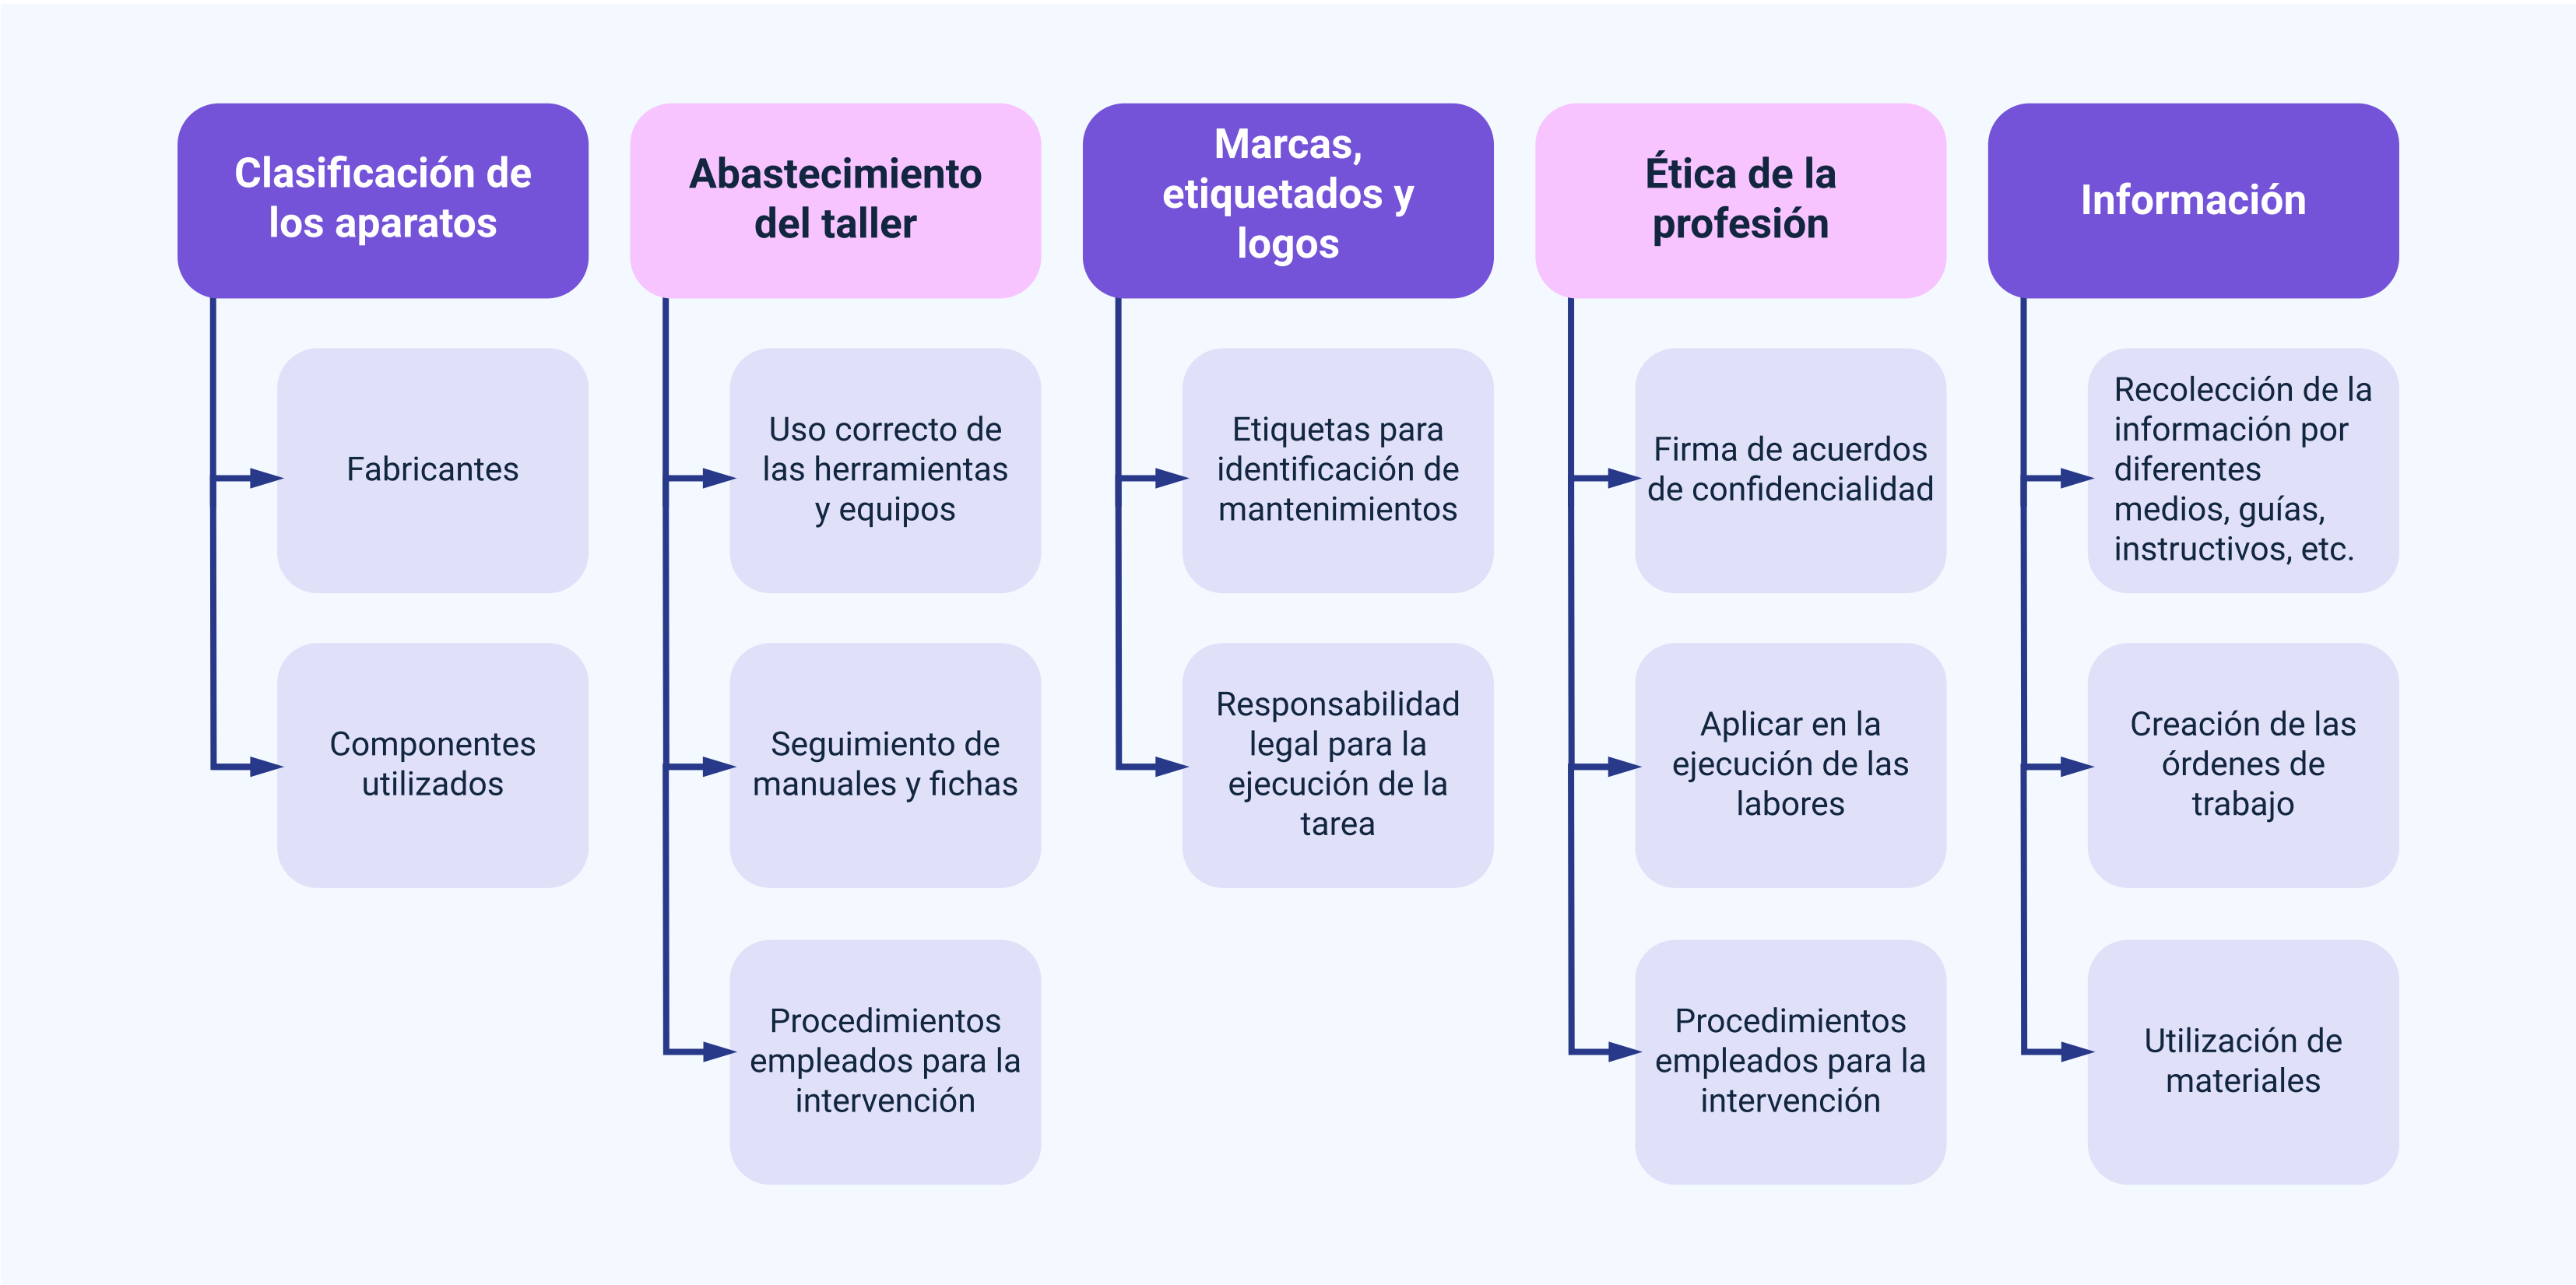 Clasificación de
los aparatos
Fabricantes
Componentes
utilizados
Abastecimiento
del taller
Uso correcto de
las herramientas
y equipos
Seguimiento de
manuales y fichas
Procedimientos
empleados para la
intervención
Marcas,
etiquetados y
logos
Etiquetas para
identificación de
mantenimientos
Responsabilidad
legal para la
ejecución de la
tarea
Ética de la
profesión
Firma de acuerdos
de confidencialidad
Aplicar en la
ejecución de las
labores
Procedimientos
empleados para la
intervención
Información
Recolección de la
información por
diferentes
medios, guías,
instructivos, etc.
Creación de las
órdenes de
trabajo
Utilización de
materiales